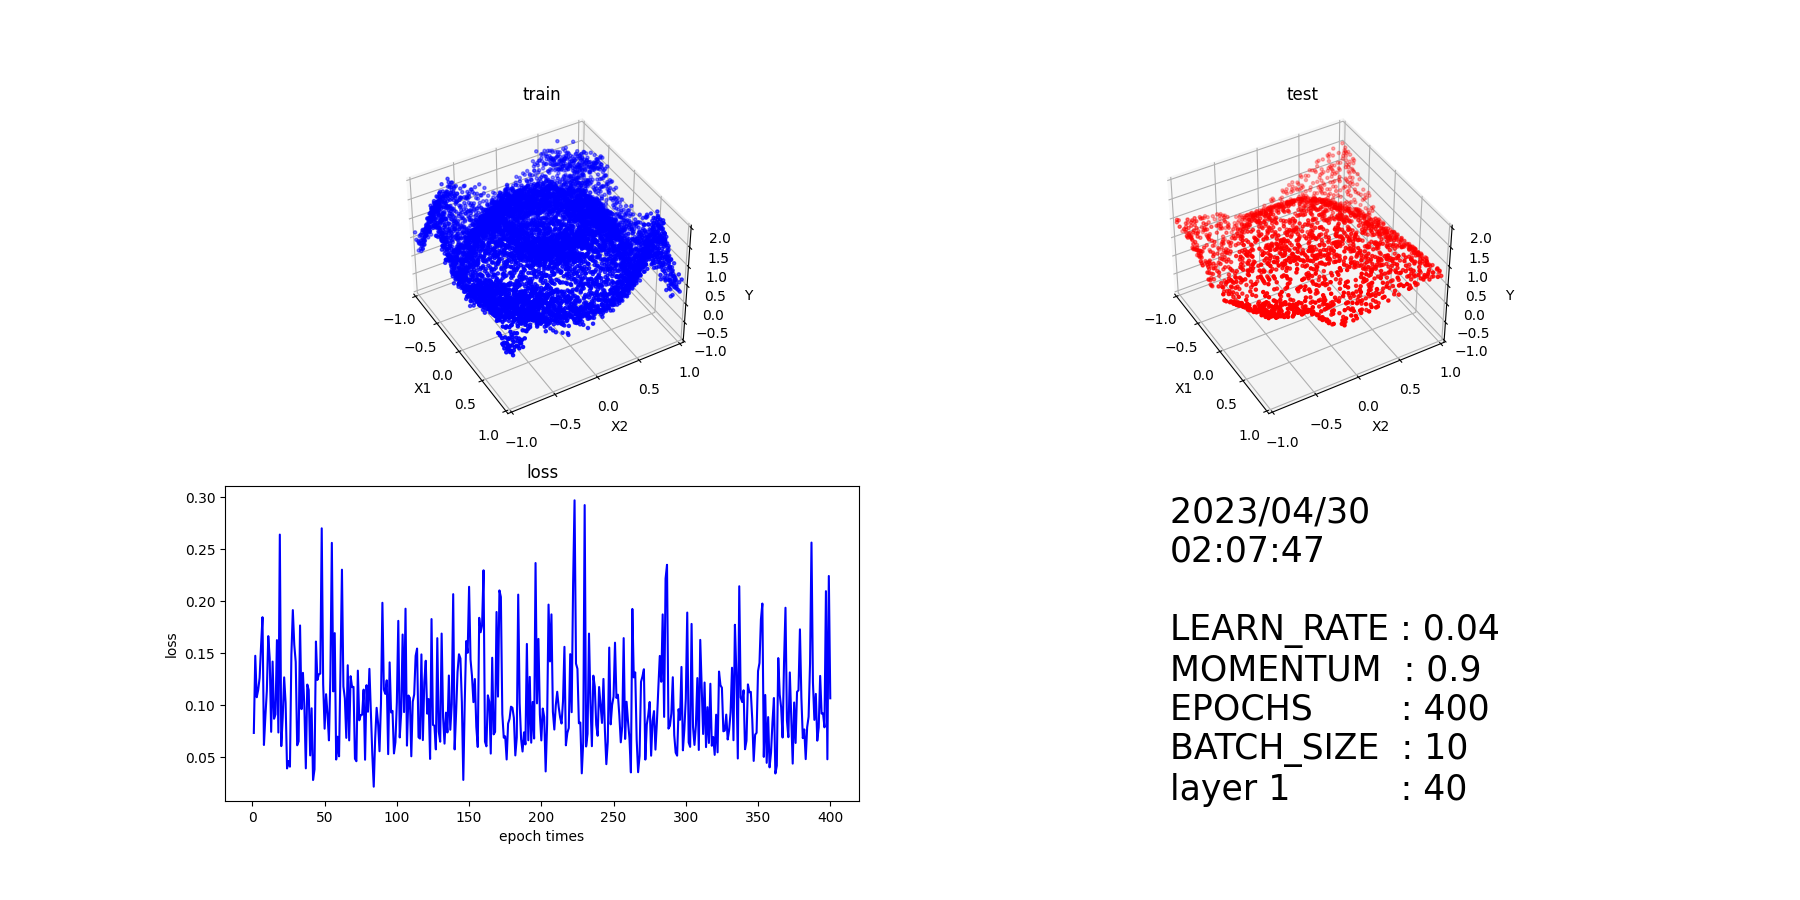 train
2.0
1.5
1.0
0.5
0.0
−0.5
−1.0
Y
−1.0
−0.5
0.0
0.5
1.0
X1
−1.0
−0.5
0.0
0.5
1.0
X2
test
2.0
1.5
1.0
0.5
0.0
−0.5
−1.0
Y
−1.0
−0.5
0.0
0.5
1.0
X1
−1.0
−0.5
0.0
0.5
1.0
X2
loss
0.30
0.25
0.20
0.15
0.10
0.05
loss
0 50 100 150 200 250 300 350 400
epoch times
2023/04/30
02:07:47
LEARN_RATE : 0.04
MOMENTUM : 0.9
EPOCHS : 400
BATCH_SIZE : 10
layer 1 : 40